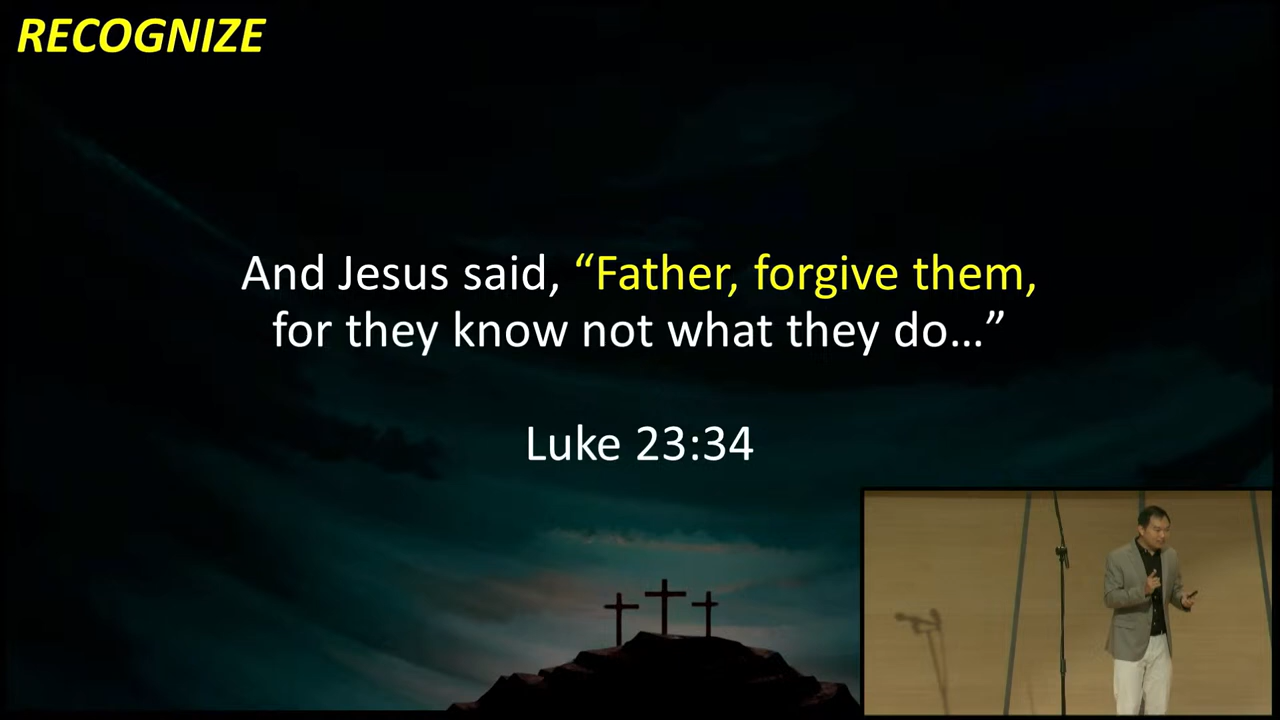 RECOGNIZE
And Jesus said, “Father, forgive them,
for they know not what they do…”
Luke 23:34